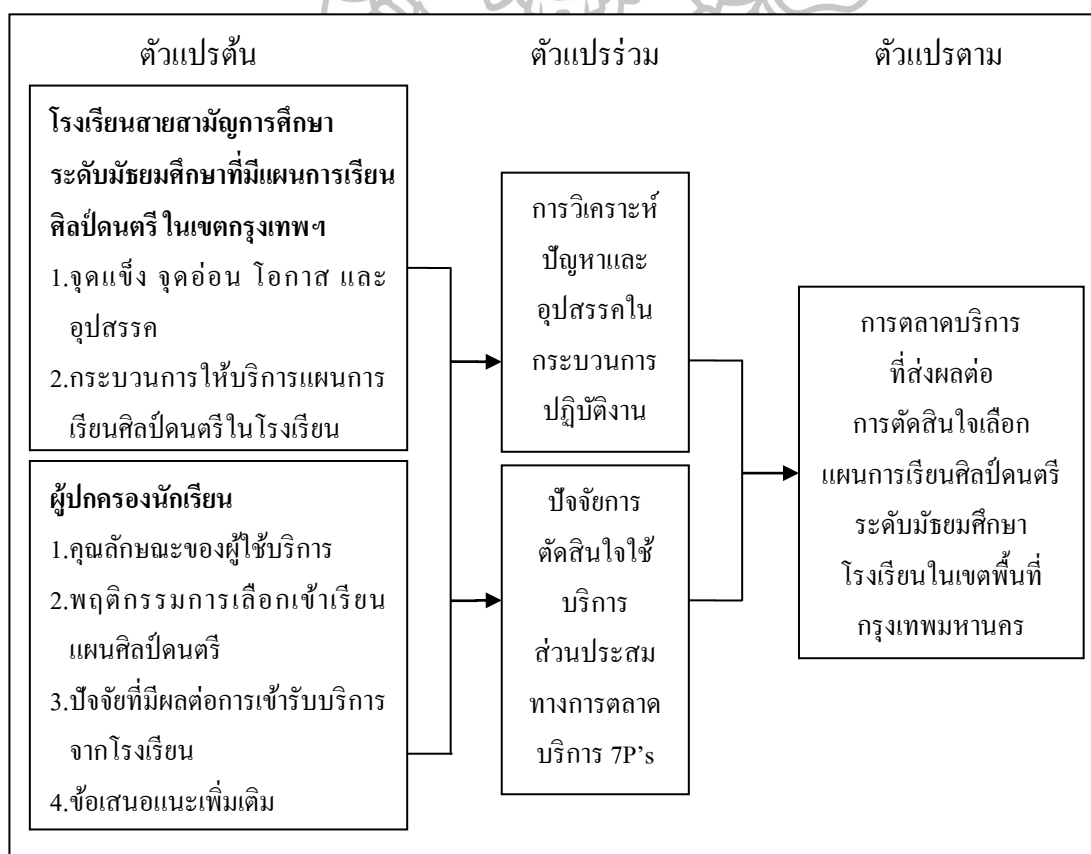 ตัวแปรต้น
ตัวแปรร่วม
ตัวแปรตาม
โรงเรียนสายสามัญการศึกษา
ระดับมัธยมศึกษาที่มีแผนการเรียน
ศิลป์ดนตรี ในเขตกรุงเทพฯ
1.จุดแข็ง จุดอ่อน โอกาส และ
อุปสรรค
2.กระบวนการให้บริการแผนการ
เรียนศิลป์ดนตรีในโรงเรียน
ผู้ปกครองนักเรียน
1.คุณลักษณะของผู้ใช้บริการ
2.พฤติกรรมการเลือกเข้าเรียน
แผนศิลป์ดนตรี
3.ปัจจัยที่มีผลต่อการเข้ารับบริการ
จากโรงเรียน
4.ข้อเสนอแนะเพิ่มเติม
การวิเคราะห์
ปัญหาและ
อุปสรรคใน
กระบวนการ
ปฏิบัติงาน
ปัจจัยการ
ตัดสินใจใช้
บริการ
ส่วนประสม
ทางการตลาด
บริการ 7P's
การตลาดบริการ
ที่ส่งผลต่อ
การตัดสินใจเลือก
แผนการเรียนศิลป์ดนตรี
ระดับมัธยมศึกษา
โรงเรียนในเขตพื้นที่
กรุงเทพมหานคร